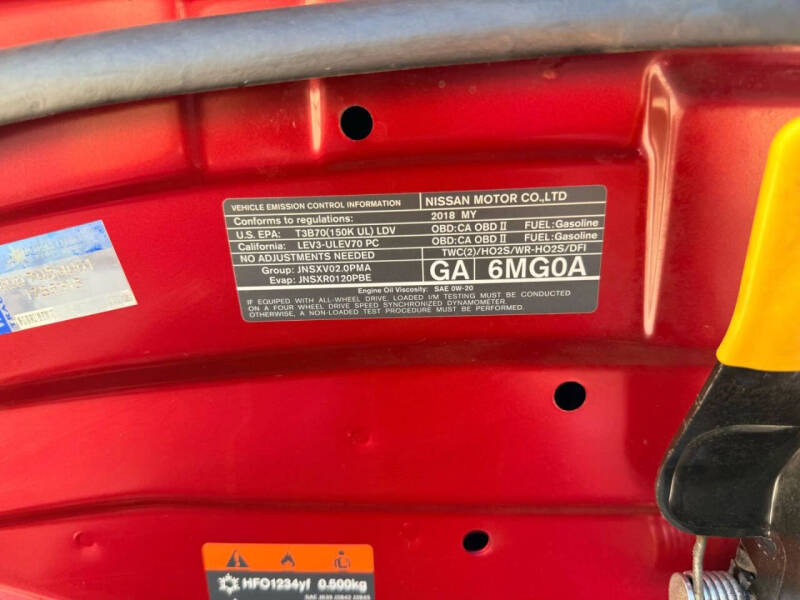 VEHICLE EMISSION CONTROL INFORMATION NISSAN MOTOR CO.,LTD
Conforms to regulations: 2018 MY
U.S. EPA: T3B70(150K UL) LDV OBD:CA OBD II FUEL:Gasoline
California: LEV3-ULEV70 PC OBD:CA OBD II FUEL:Gasoline
NO ADJUSTMENTS NEEDED TWC(2)/HO2S/WR-HO2S/DFI
Group: JNSXV02.0PMA GA 6MG0A
Evap: JNSXR0120PBE
Engine Oil Viscosity: SAE 0W-20
IF EQUIPPED WITH ALL-WHEEL DRIVE, LOADED I/M TESTING MUST BE CONDUCTED
ON A FOUR WHEEL DRIVE SPEED SYNCHRONIZED DYNAMOMETER.
OTHERWISE, A NON-LOADED TEST PROCEDURE MUST BE PERFORMED.
HFO1234yf 0.500kg